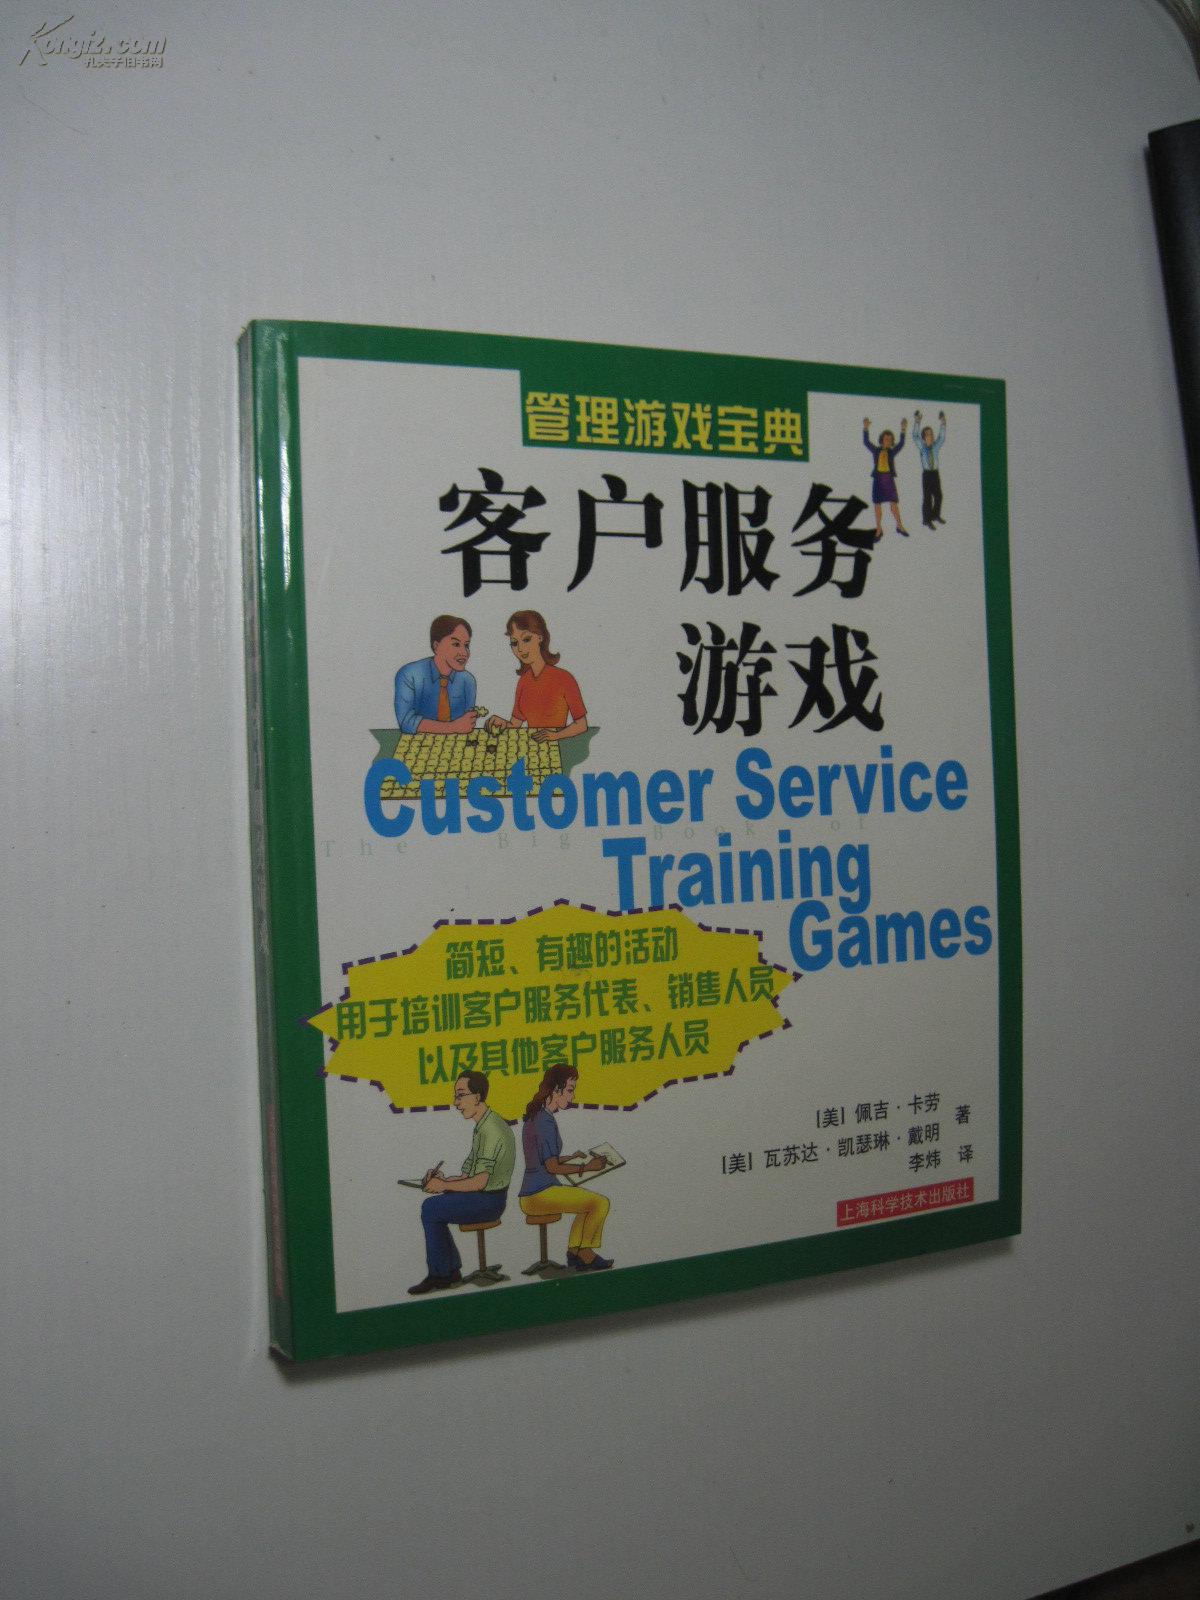 Kongfz.com
孔夫子旧书网
管理游戏宝典
客户服务
游戏
Customer Service
The Big Book of
Training
Games
简短、有趣的活动
用于培训客户服务代表、销售人员
以及其他客户服务人员
[美] 佩吉·卡劳
著
[美] 瓦苏达·凯瑟琳·戴明
李炜 译
上海科学技术出版社